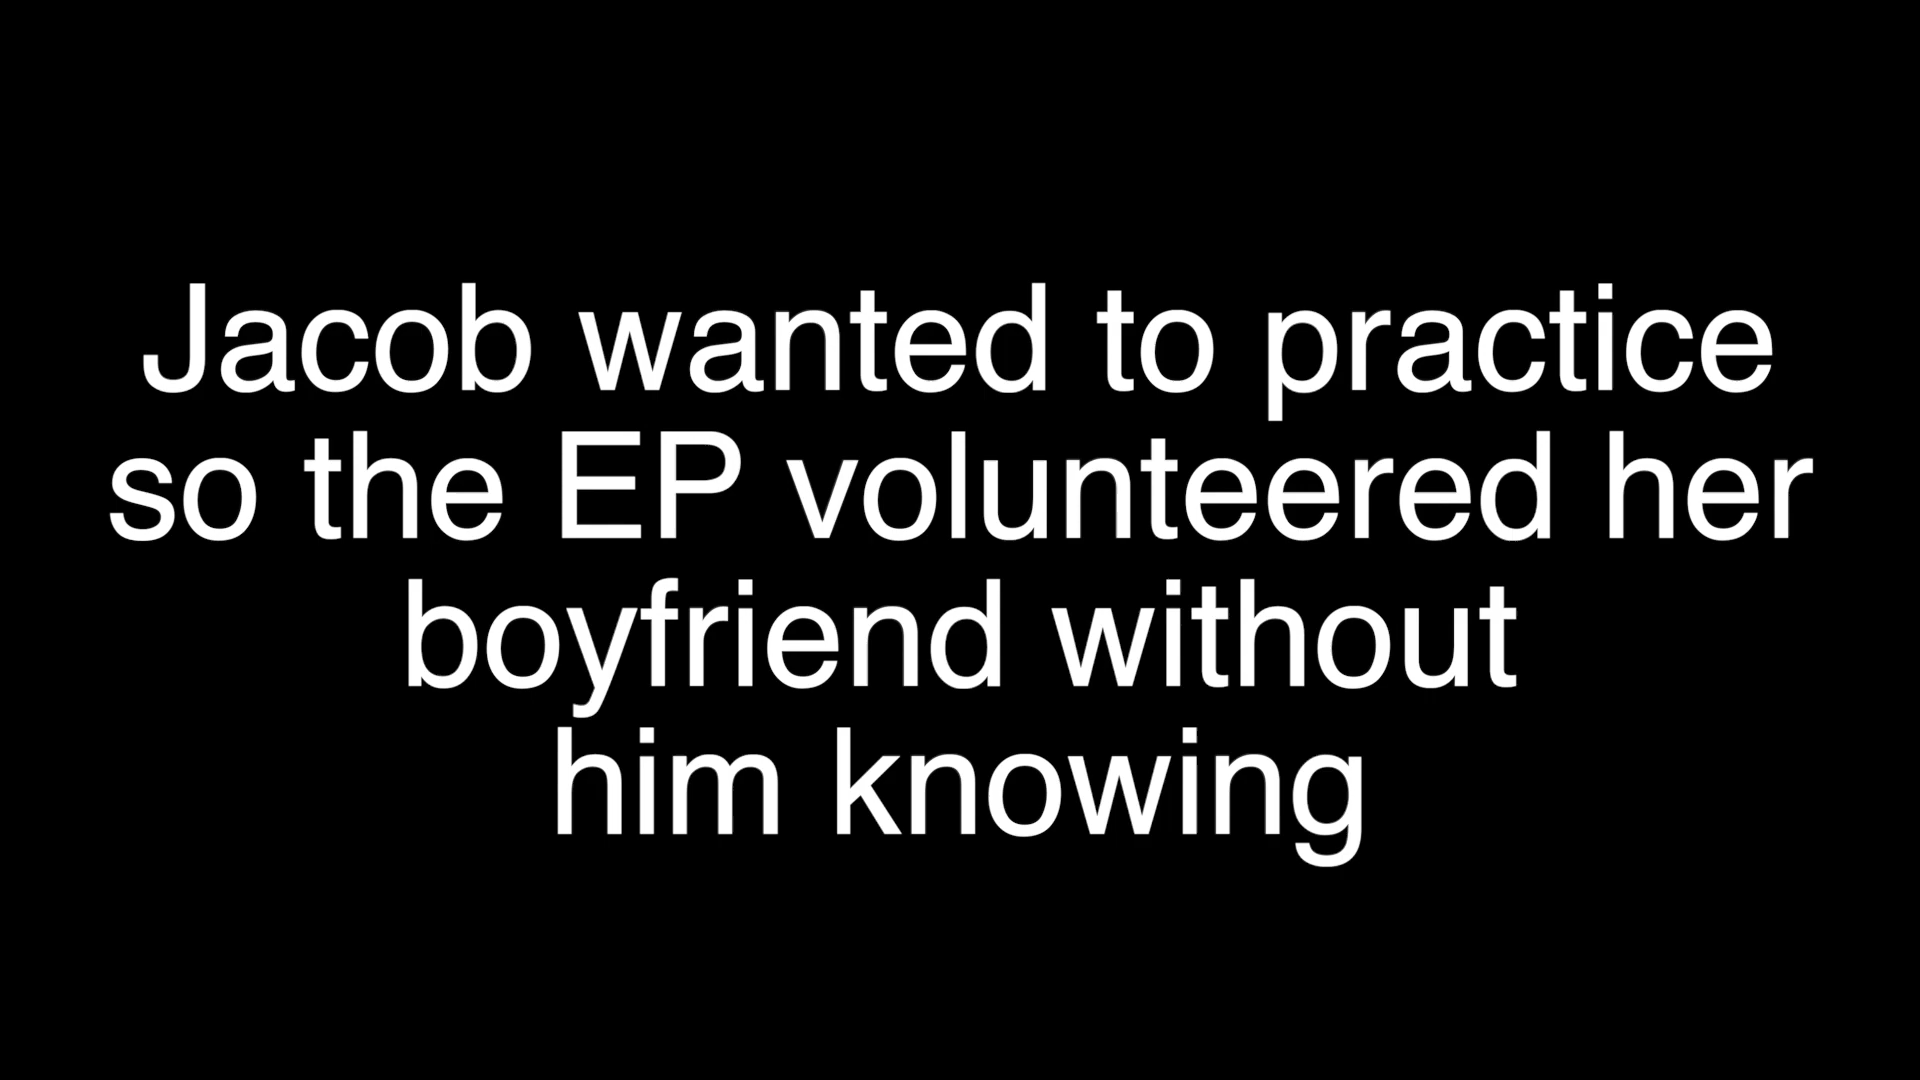 Jacob wanted to practice
so the EP volunteered her
boyfriend without
him knowing